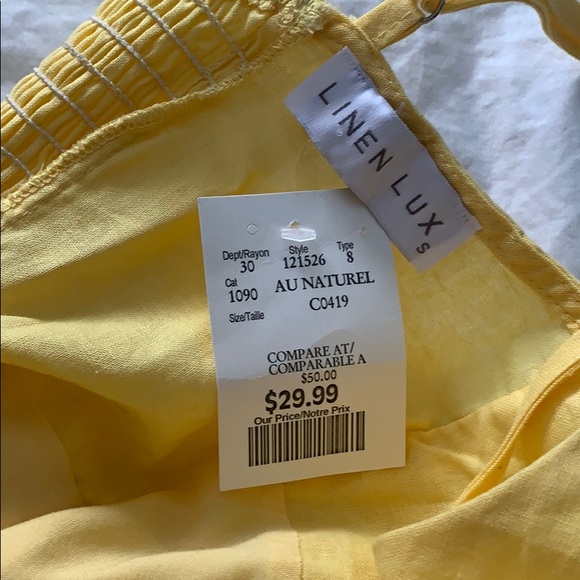 LINEN LUX
S
Dept/Rayon Style Type
30 121526 8
Cat AU NATUREL
1090 C0419
Size/Taille
COMPARE AT/
COMPARABLE A
$50.00
$29.99
Our Price/Notre Prix